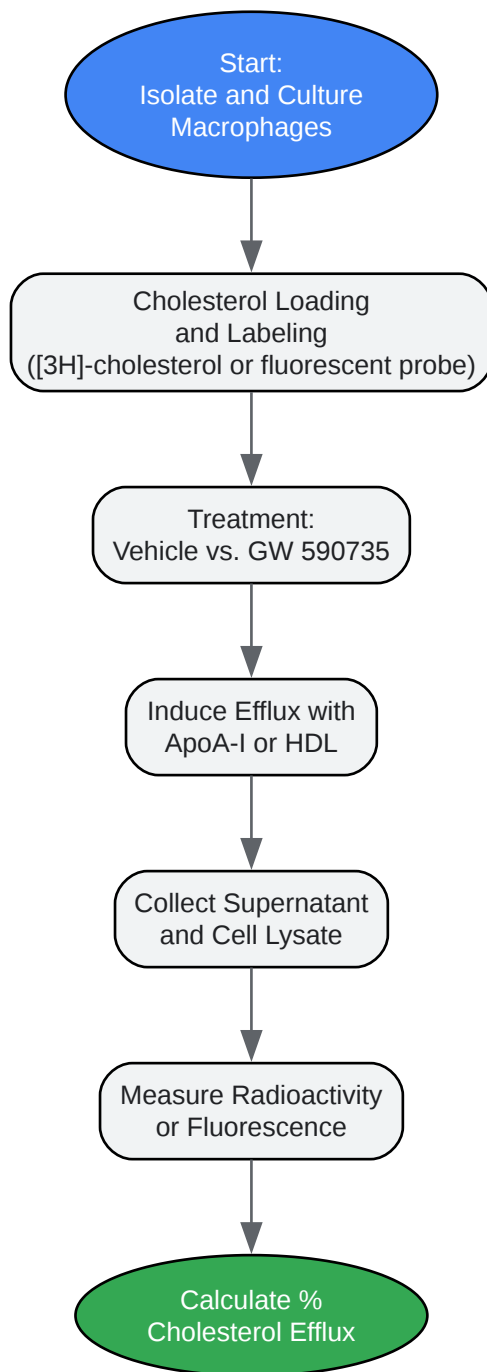 Start:
Isolate and Culture
Macrophages
Cholesterol Loading
and Labeling
([3H]-cholesterol or fluorescent probe)
Treatment:
Vehicle vs. GW 590735
Induce Efflux with
ApoA-I or HDL
Collect Supernatant
and Cell Lysate
Measure Radioactivity
or Fluorescence
Calculate %
Cholesterol Efflux